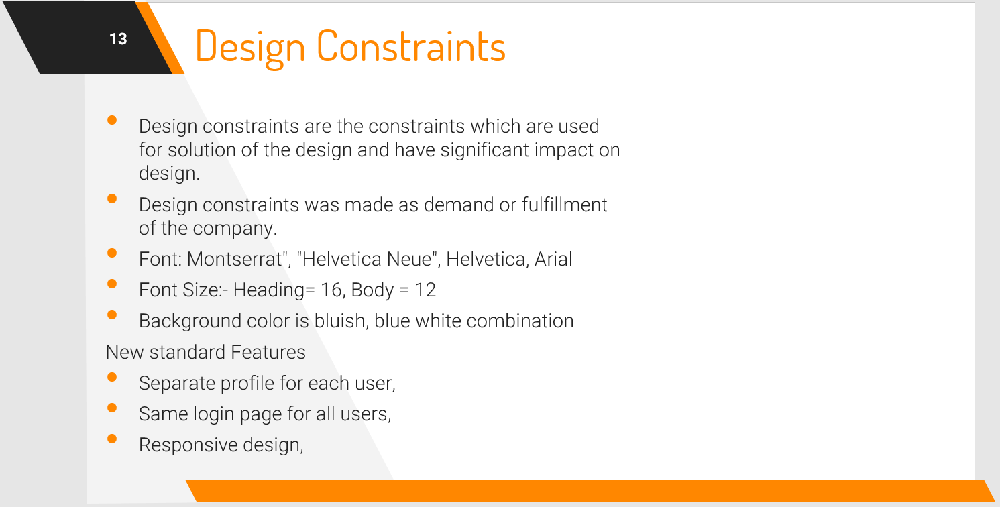 13
Design Constraints
Design constraints are the constraints which are used
for solution of the design and have significant impact on
design.
Design constraints was made as demand or fulfillment
of the company.
Font: Montserrat", "Helvetica Neue", Helvetica, Arial
Font Size:- Heading= 16, Body = 12
Background color is bluish, blue white combination
New standard Features
Separate profile for each user,
Same login page for all users,
Responsive design,